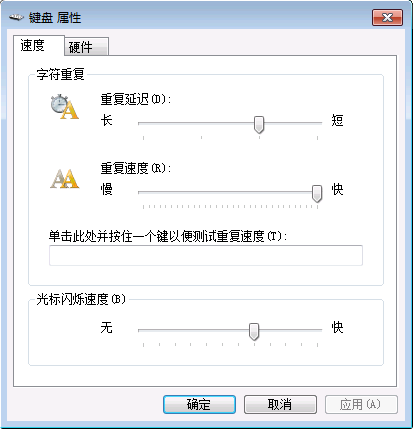 键盘 属性
速度 硬件
字符重复
重复延迟(D):
长 短
重复速度(R):
慢 快
单击此处并按住一个键以便测试重复速度(T):
光标闪烁速度(B)
无 快
确定 取消 应用(A)